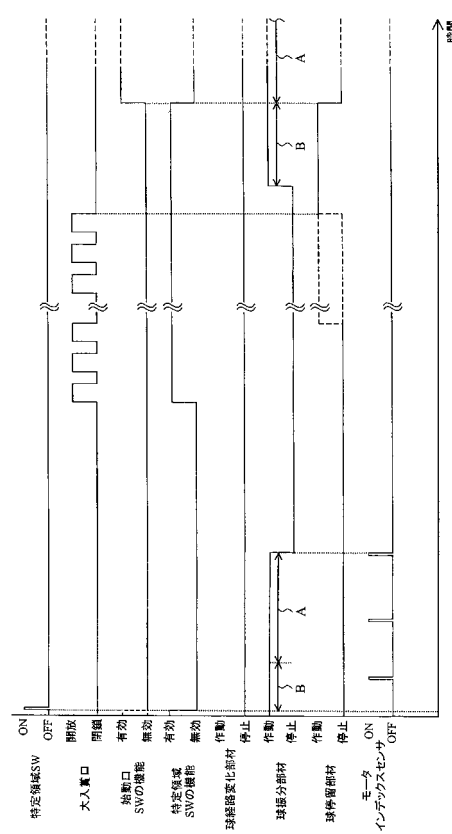 特定領域SW
ON
OFF
大入賞口
開放
閉鎖
始動口
SWの機能
有効
無効
特定領域
SWの機能
有効
無効
球経路変化部材
作動
停止
球振分部材
作動
停止
B
A
B
A
球停留部材
作動
停止
モータ
インデックスセンサ
ON
OFF